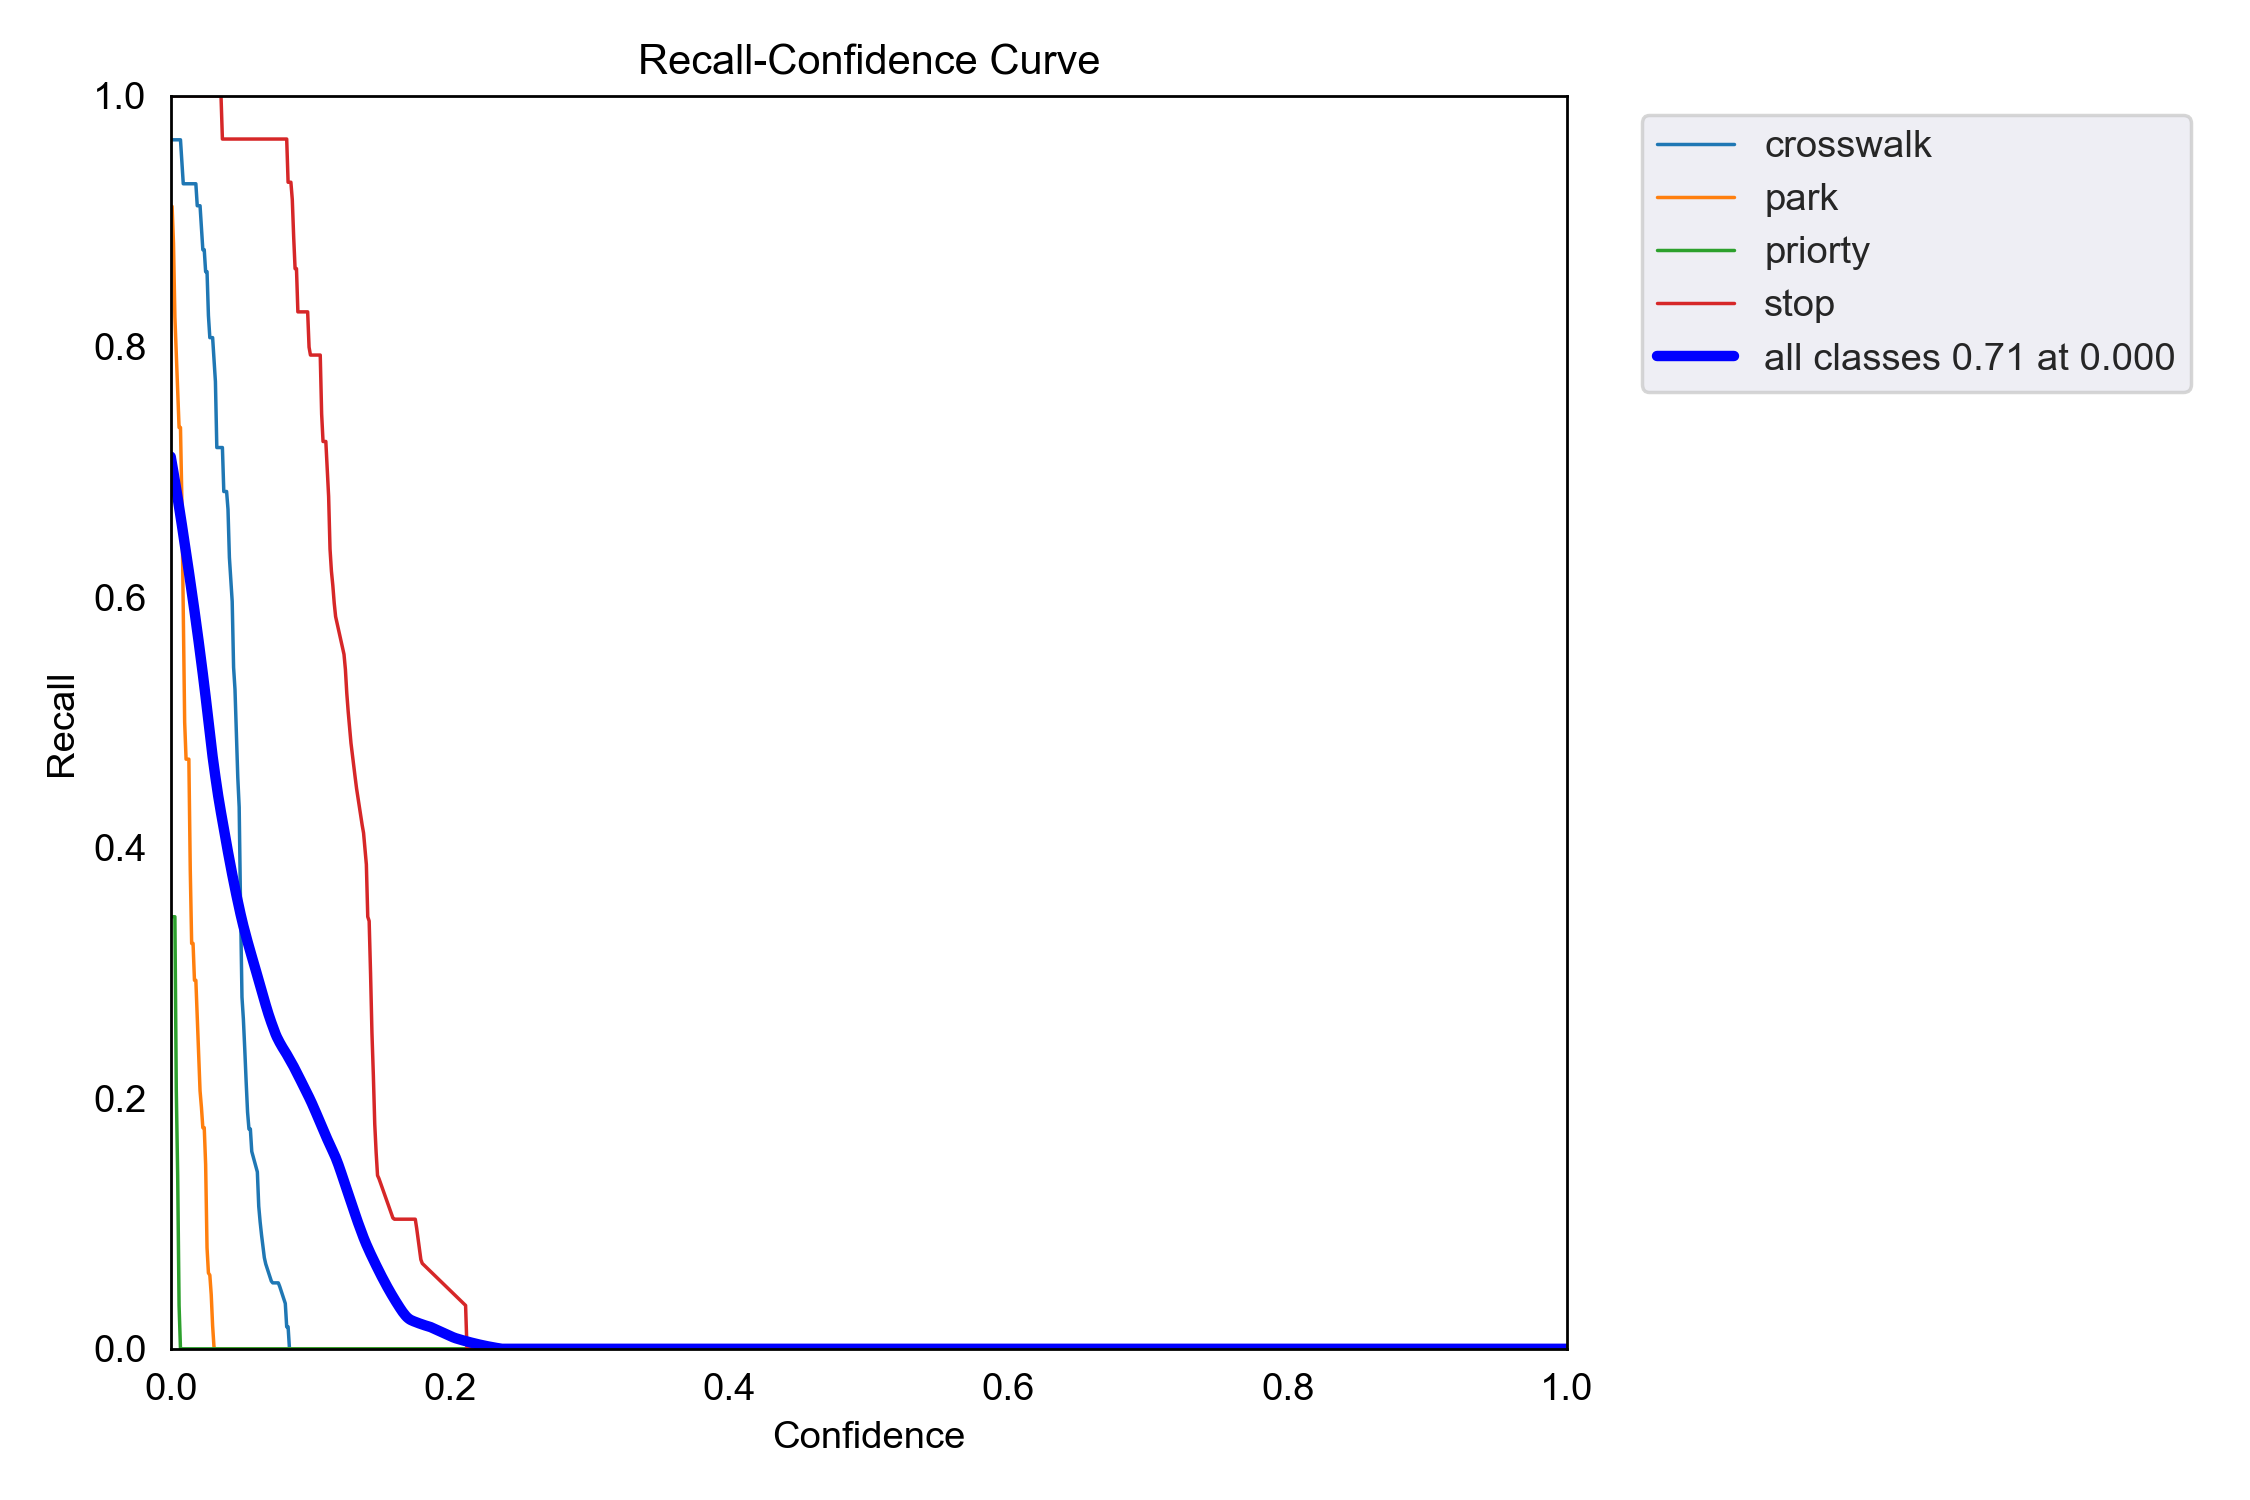 Recall-Confidence Curve
1.0
0.8
0.6
0.4
0.2
0.0
Recall
0.0 0.2 0.4 0.6 0.8 1.0
Confidence
crosswalk
park
priorty
stop
all classes 0.71 at 0.000